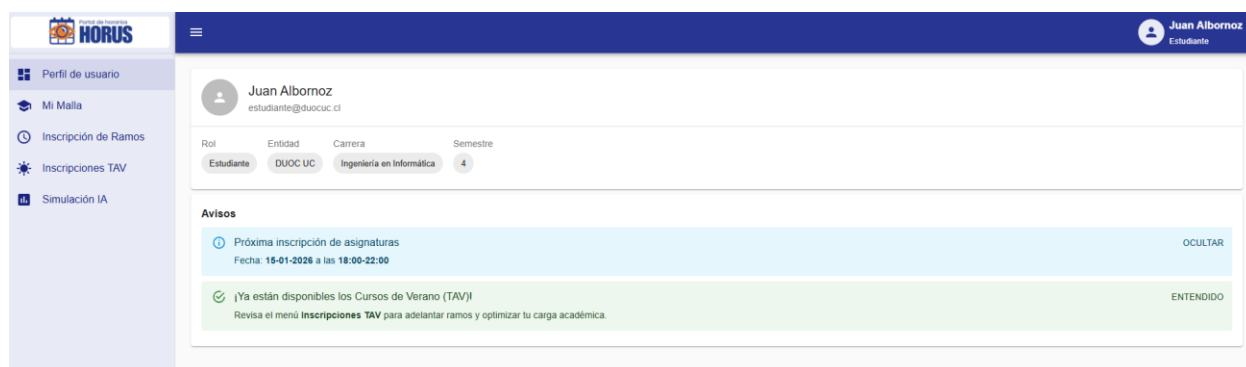 Portal de horarios
HORUS
Juan Albornoz
Estudiante
Perfil de usuario
Mi Malla
Inscripción de Ramos
Inscripciones TAV
Simulación IA
Juan Albornoz
estudiante@duocuc.cl
Rol Entidad Carrera Semestre
Estudiante DUOC UC Ingeniería en Informática 4
Avisos
Próxima inscripción de asignaturas OCULTAR
Fecha: 15-01-2026 a las 18:00-22:00
¡Ya están disponibles los Cursos de Verano (TAV)! ENTENDIDO
Revisa el menú Inscripciones TAV para adelantar ramos y optimizar tu carga académica.